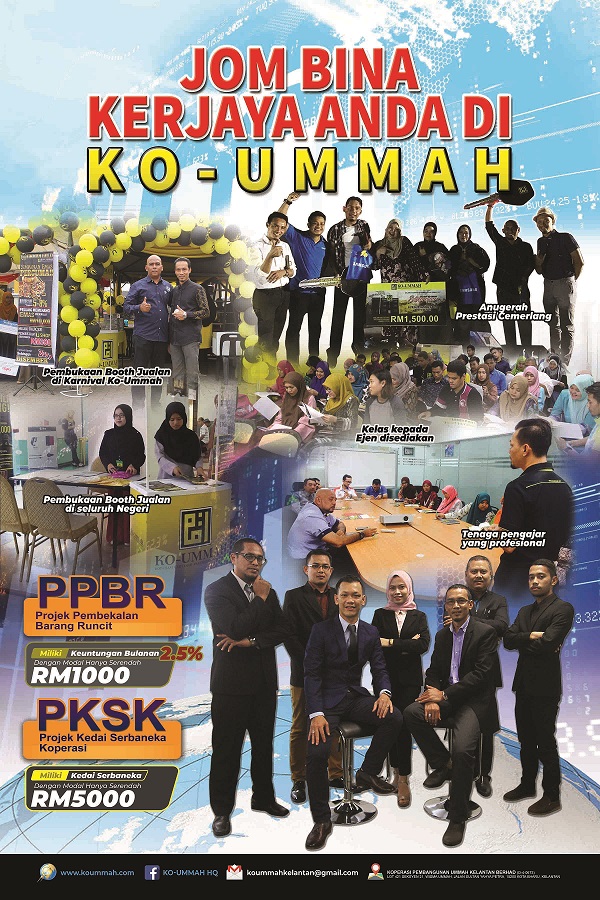 JOM BINA
KERJAYA ANDA DI
KO-UMMAH
Anugerah
Prestasi Cemerlang
KO-UMMAH
RM1,500.00
Pembukaan Booth Jualan
di Karnival Ko-Ummah
Kelas kepada
Ejen disediakan
Pembukaan Booth Jualan
di seluruh Negeri
KO-UMM
Tenaga pengajar
yang profesional
PPBR
Projek Pembekalan
Barang Runcit
Miliki Keuntungan Bulanan 2.5%
Dengan Modal Hanya Serendah
RM1000
PKSK
Projek Kedai Serbaneka
Koperasi
Miliki Kedai Serbaneka
Dengan Modal Hanya Serendah
RM5000
www.koummah.com
KO-UMMAH HQ
koummahkelantan@gmail.com
KOPERASI PEMBANGUNAN UMMAH KELANTAN BERHAD